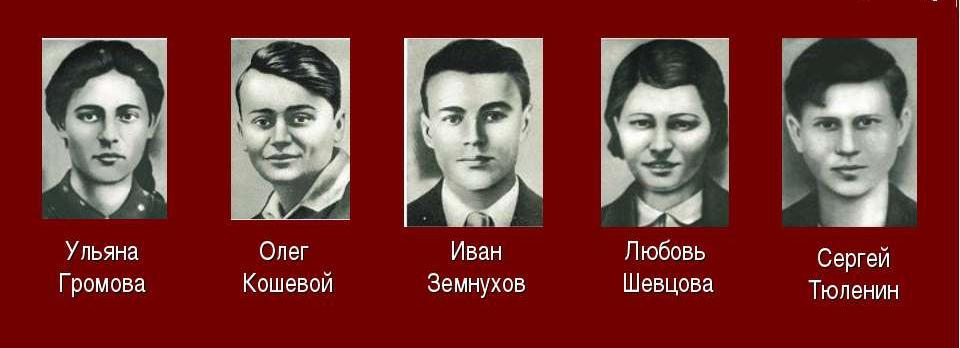 Ульяна
Громова
Олег
Кошевой
Иван
Земнухов
Любовь
Шевцова
Сергей
Тюленин